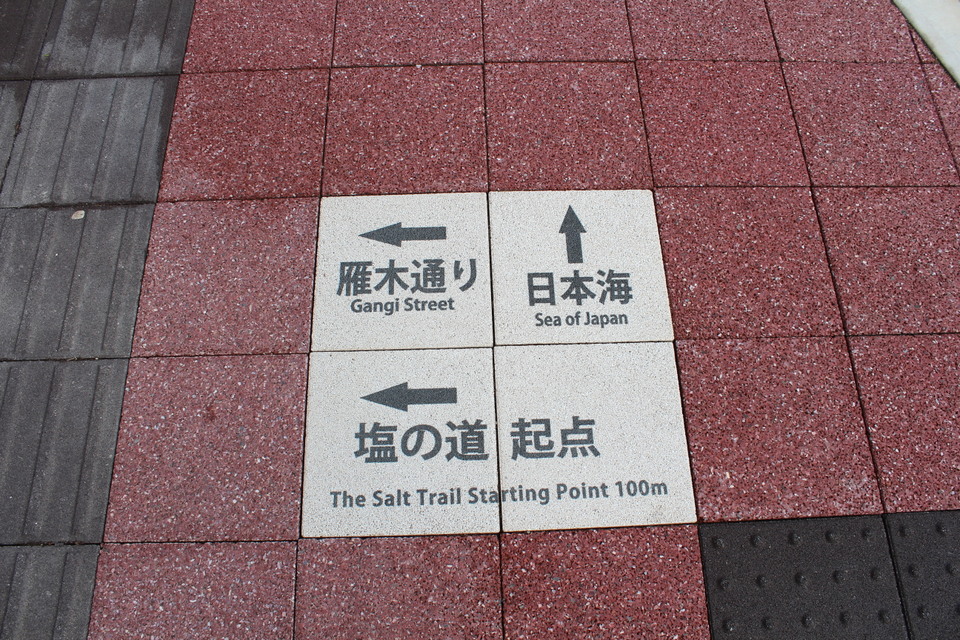 雁木通り
Gangi Street
日本海
Sea of Japan
塩の道 起点
The Salt Trail Starting Point 100m